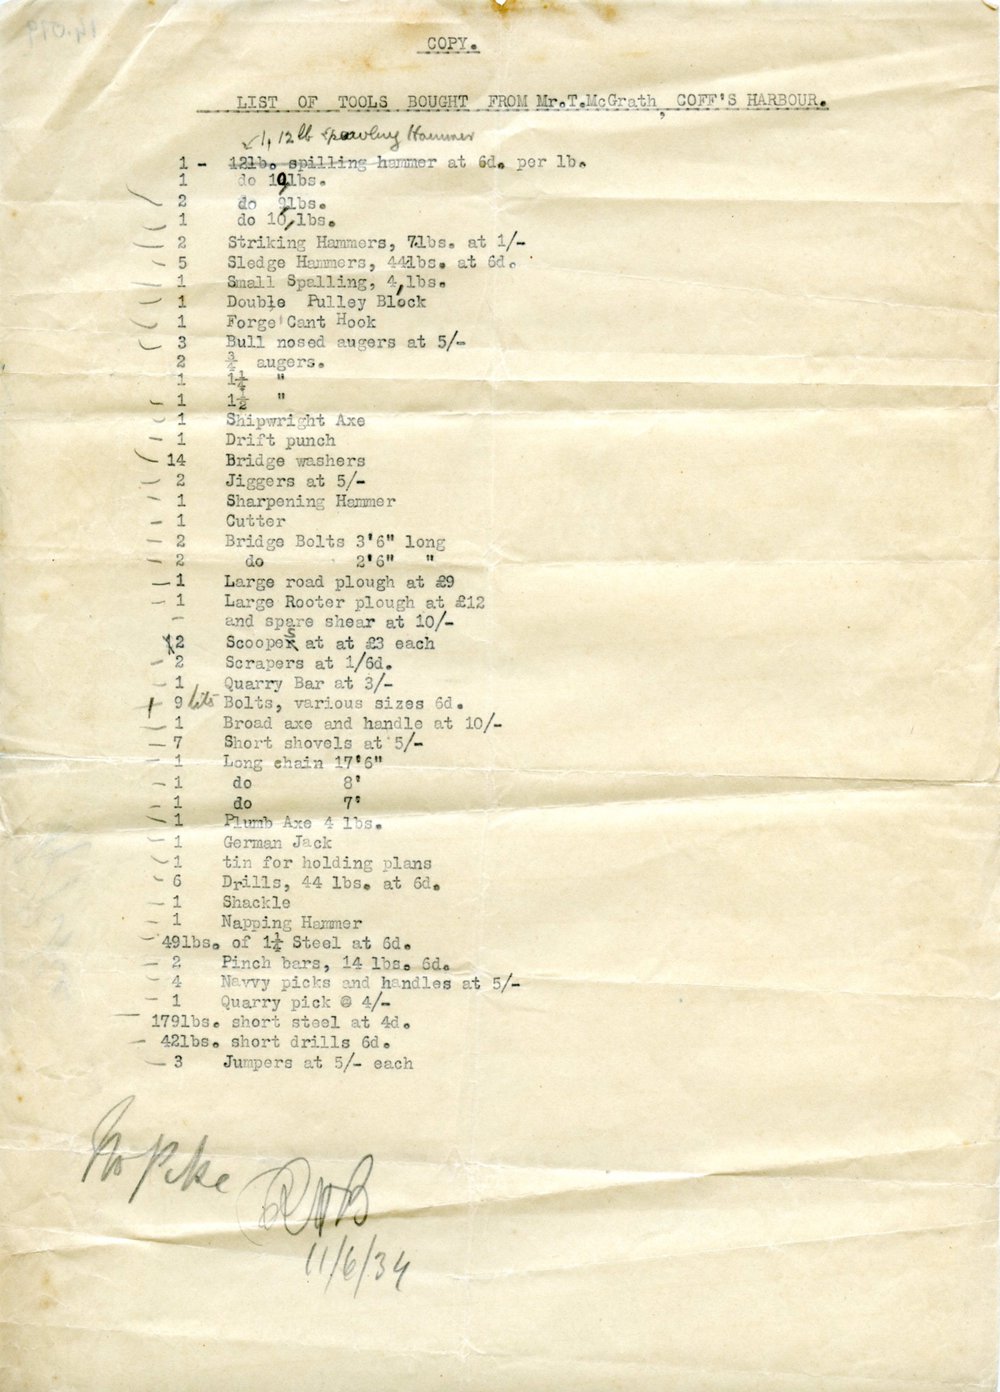 14.079
COPY.
LIST OF TOOLS BOUGHT FROM Mr.T.McGrath, COFF'S HARBOUR.
1, 12 lb Hammer
1 - 12lb. spilling hammer at 6d. per lb.
1 do 10lbs.
2 do 9lbs.
1 do 10,lbs.
2 Striking Hammers, 7lbs. at 1/-
5 Sledge Hammers, 44lbs. at 6d.
1 Small Spalling, 4,lbs.
1 Double Pulley Block
1 Forge Cant Hook
3 Bull nosed augers at 5/-
2 ¾ augers.
1 1¼ "
1 1½ "
1 Shipwright Axe
1 Drift punch
14 Bridge washers
2 Jiggers at 5/-
1 Sharpening Hammer
1 Cutter
2 Bridge Bolts 3'6" long
2 do 2'6" "
1 Large road plough at £9
1 Large Rooter plough at £12
and spare shear at 10/-
2 Scoops at at £3 each
2 Scrapers at 1/6d.
1 Quarry Bar at 3/-
9 Bolts, various sizes 6d.
1 Broad axe and handle at 10/-
7 Short shovels at 5/-
1 Long chain 17'6"
1 do 8'
1 do 7'
1 Plumb Axe 4 lbs.
1 German Jack
1 tin for holding plans
6 Drills, 44 lbs. at 6d.
1 Shackle
1 Napping Hammer
49lbs. of 1¼ Steel at 6d.
2 Pinch bars, 14 lbs. 6d.
4 Navvy picks and handles at 5/-
1 Quarry pick @ 4/-
179lbs. short steel at 4d.
42lbs. short drills 6d.
3 Jumpers at 5/- each
11/6/34